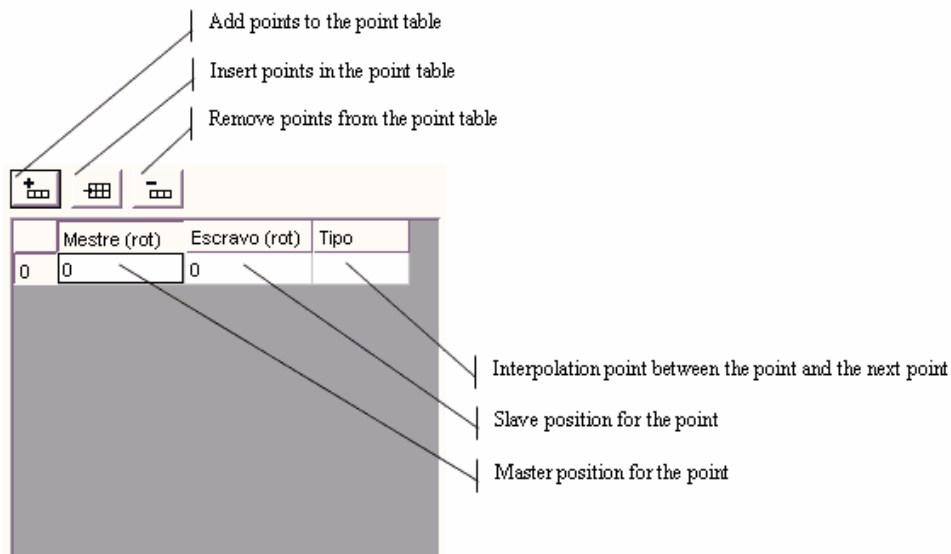 Add points to the point table
Insert points in the point table
Remove points from the point table
Mestre (rot) Escravo (rot) Tipo
0 0 0
Interpolation point between the point and the next point
Slave position for the point
Master position for the point